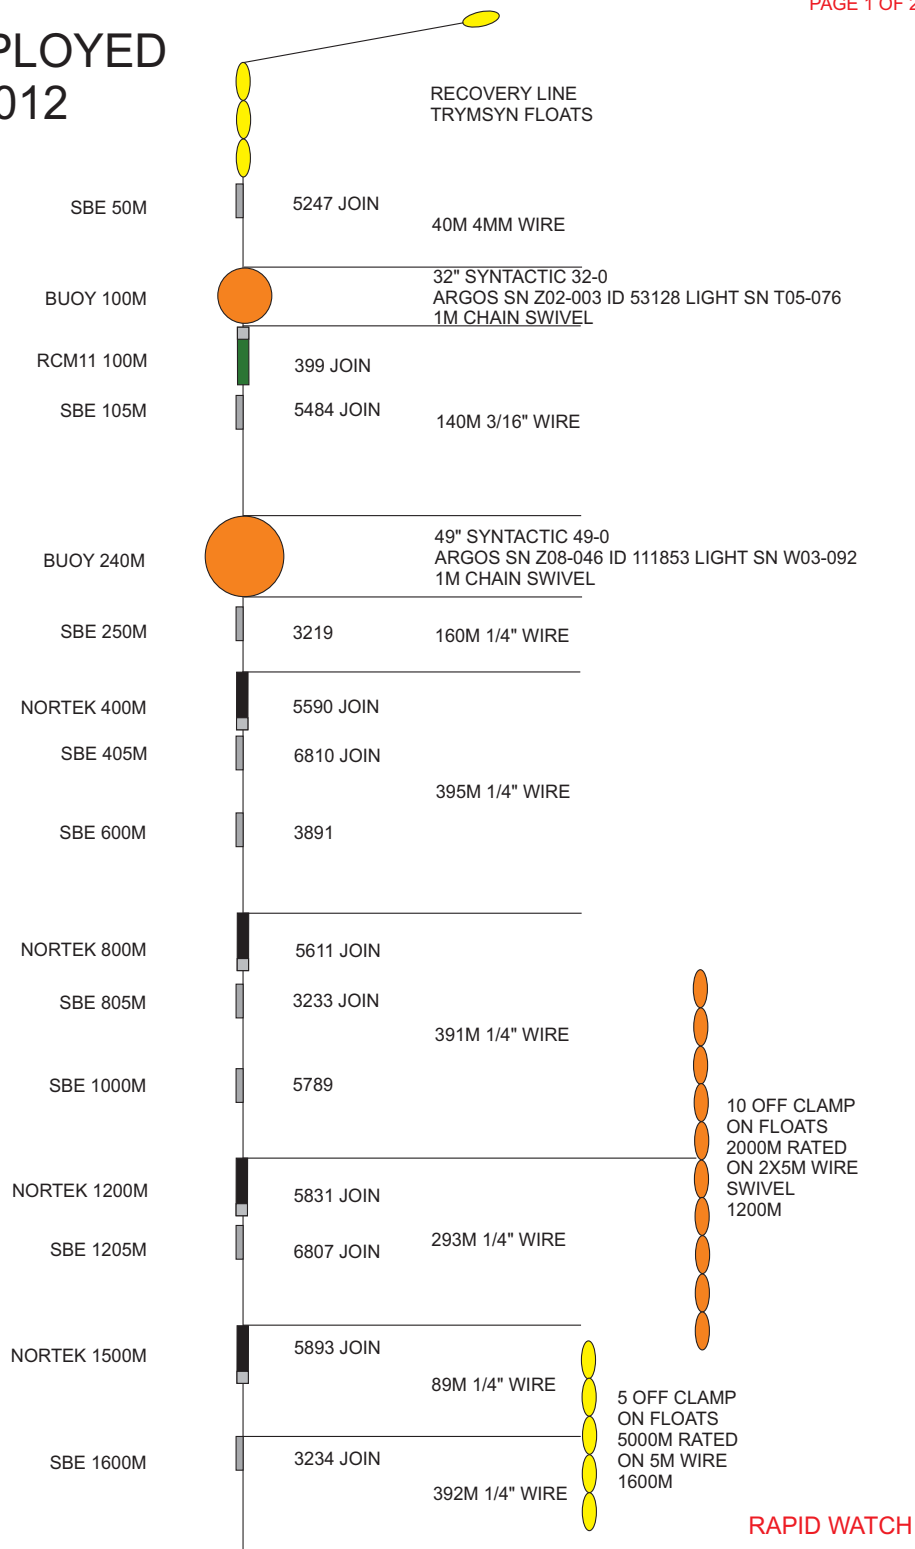 PAGE 1 OF 2
PLOYED
012
RECOVERY LINE
TRYMSYN FLOATS
SBE 50M
5247 JOIN
40M 4MM WIRE
BUOY 100M
32" SYNTACTIC 32-0
ARGOS SN Z02-003 ID 53128 LIGHT SN T05-076
1M CHAIN SWIVEL
RCM11 100M
399 JOIN
SBE 105M
5484 JOIN
140M 3/16" WIRE
BUOY 240M
49" SYNTACTIC 49-0
ARGOS SN Z08-046 ID 111853 LIGHT SN W03-092
1M CHAIN SWIVEL
SBE 250M
3219
160M 1/4" WIRE
NORTEK 400M
5590 JOIN
SBE 405M
6810 JOIN
395M 1/4" WIRE
SBE 600M
3891
NORTEK 800M
5611 JOIN
SBE 805M
3233 JOIN
391M 1/4" WIRE
SBE 1000M
5789
10 OFF CLAMP
ON FLOATS
2000M RATED
ON 2X5M WIRE
SWIVEL
1200M
NORTEK 1200M
5831 JOIN
SBE 1205M
6807 JOIN
293M 1/4" WIRE
NORTEK 1500M
5893 JOIN
89M 1/4" WIRE
5 OFF CLAMP
ON FLOATS
5000M RATED
ON 5M WIRE
1600M
SBE 1600M
3234 JOIN
392M 1/4" WIRE
RAPID WATCH